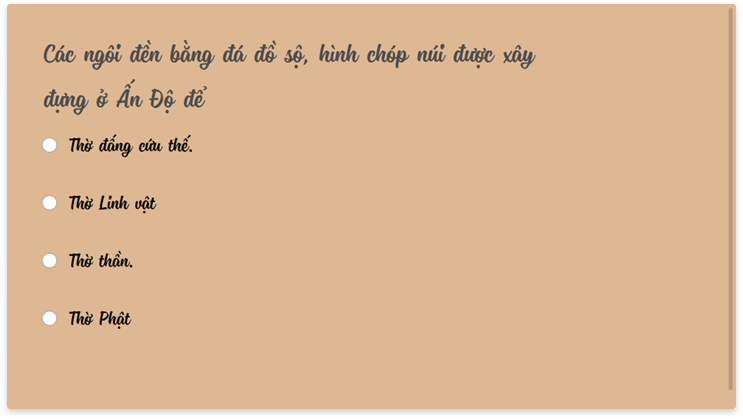 Các ngôi đền bằng đá đồ sộ, hình chóp núi được xây
dựng ở Ấn Độ để
Thờ đấng cứu thế.
Thờ Linh vật
Thờ thần.
Thờ Phật